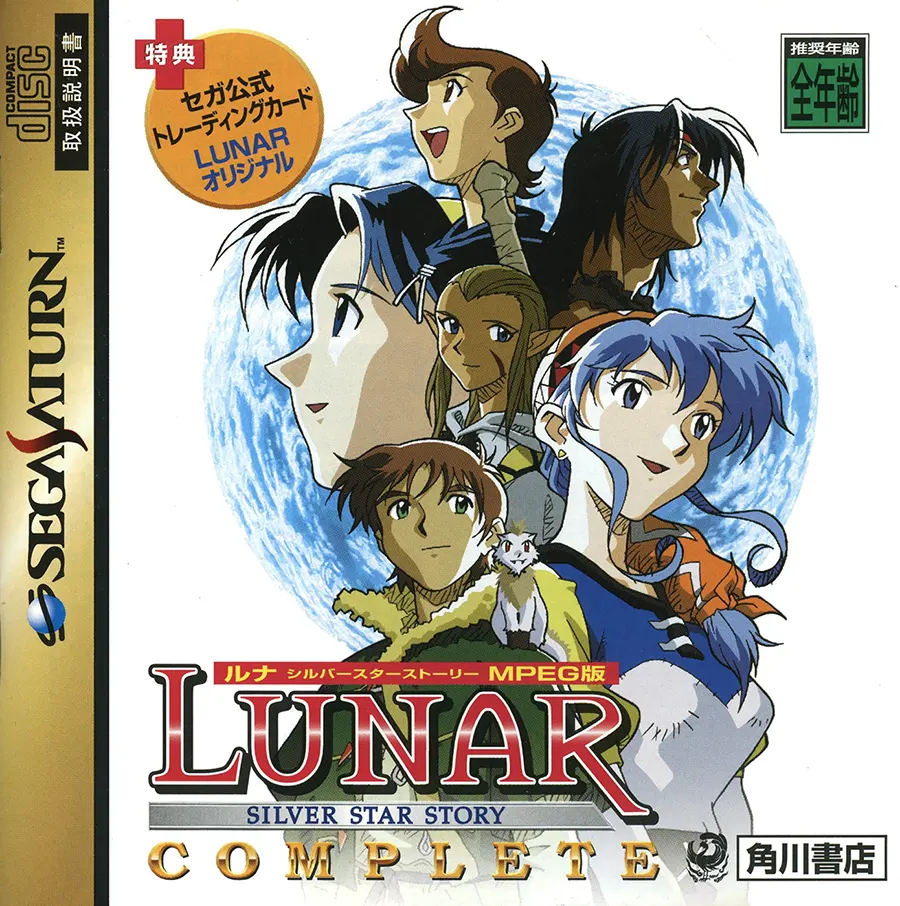 COMPACT
disc
取扱説明書
SEGA SATURN™
特典
セガ公式
トレーディングカード
LUNAR
オリジナル
推奨年齢
全年齢
ルナ シルバースターストーリー MPEG版
LUNAR
SILVER STAR STORY
COMPLETE
角川書店